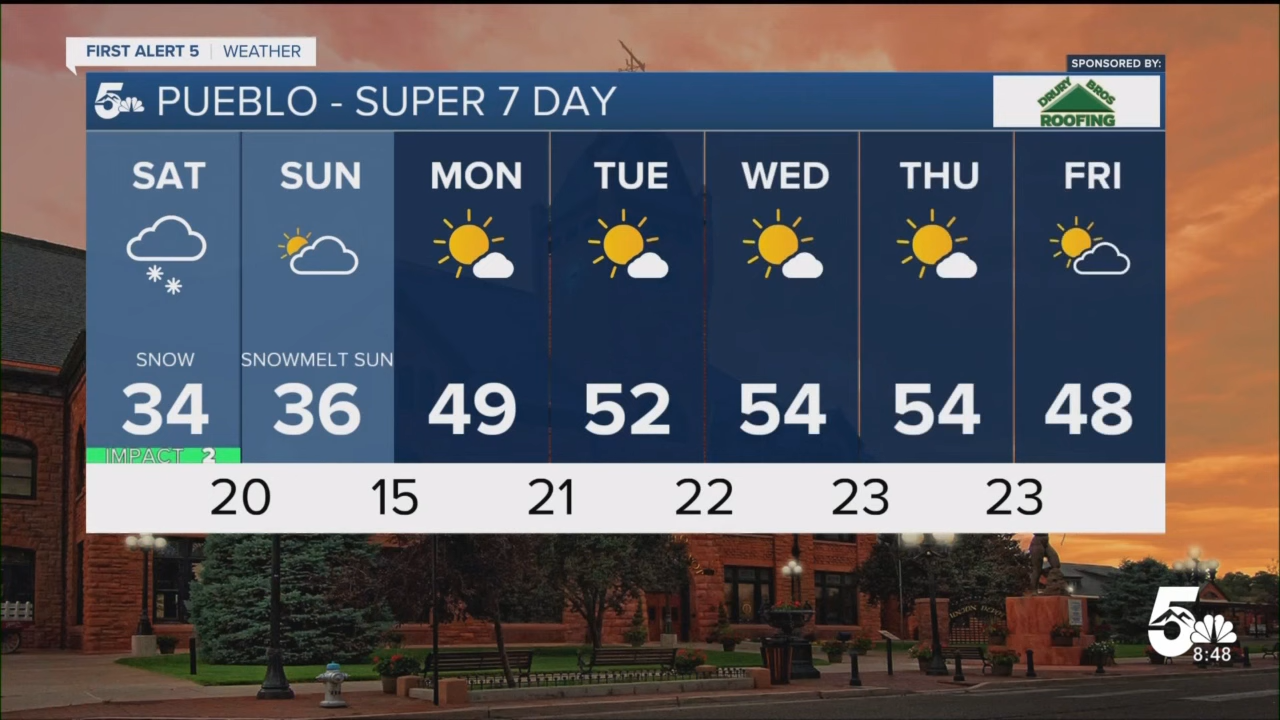 FIRST ALERT 5 | WEATHER
SPONSORED BY:
5 PUEBLO - SUPER 7 DAY
DRURY BROS
ROOFING
SAT SUN MON TUE WED THU FRI
SNOW SNOWMELT SUN
34 36 49 52 54 54 48
IMPACT 2
20 15 21 22 23 23
5
8:48